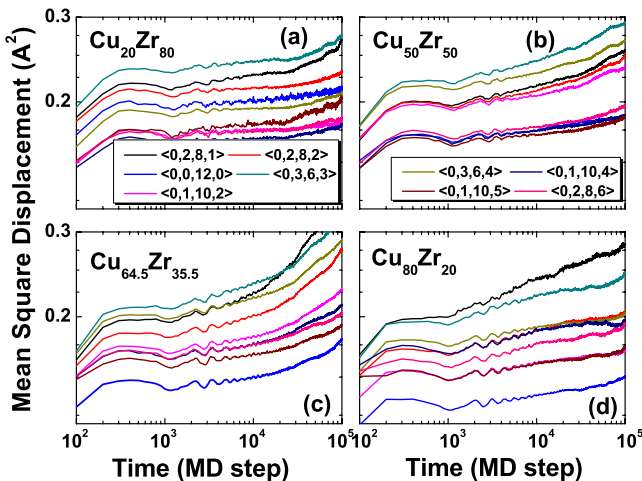 Mean Square Displacement (A²)
0.3
0.2
Cu₂₀Zr₈₀
(a)
<0,2,8,1> <0,2,8,2>
<0,0,12,0> <0,3,6,3>
<0,1,10,2>
Cu₅₀Zr₅₀
(b)
<0,3,6,4> <0,1,10,4>
<0,1,10,5> <0,2,8,6>
0.3
0.2
Cu₆₄.₅Zr₃₅.₅
(c)
10² 10³ 10⁴ 10⁵
Time (MD step)
Cu₈₀Zr₂₀
(d)
10² 10³ 10⁴ 10⁵
Time (MD step)